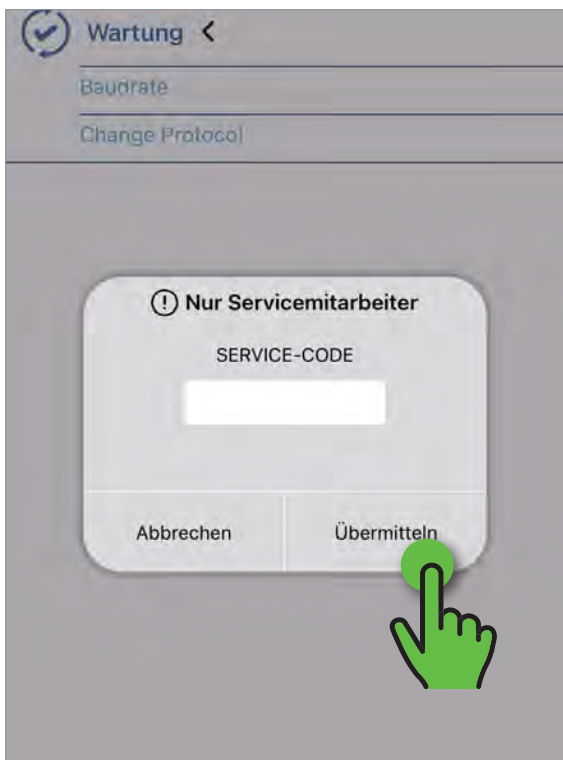 Wartung <
Baudrate
Change Protocol
! Nur Servicemitarbeiter
SERVICE-CODE
Abbrechen Übermitteln